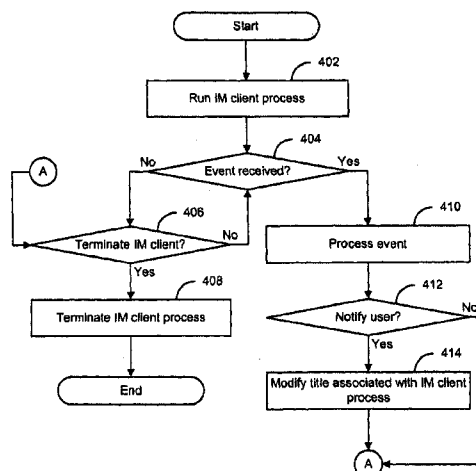 Start
402
Run IM client process
404
No
Event received?
Yes
A
406
410
Terminate IM client?
No
Process event
Yes
408
412
Terminate IM client process
Notify user?
No
Yes
414
End
Modify title associated with IM client
process
A